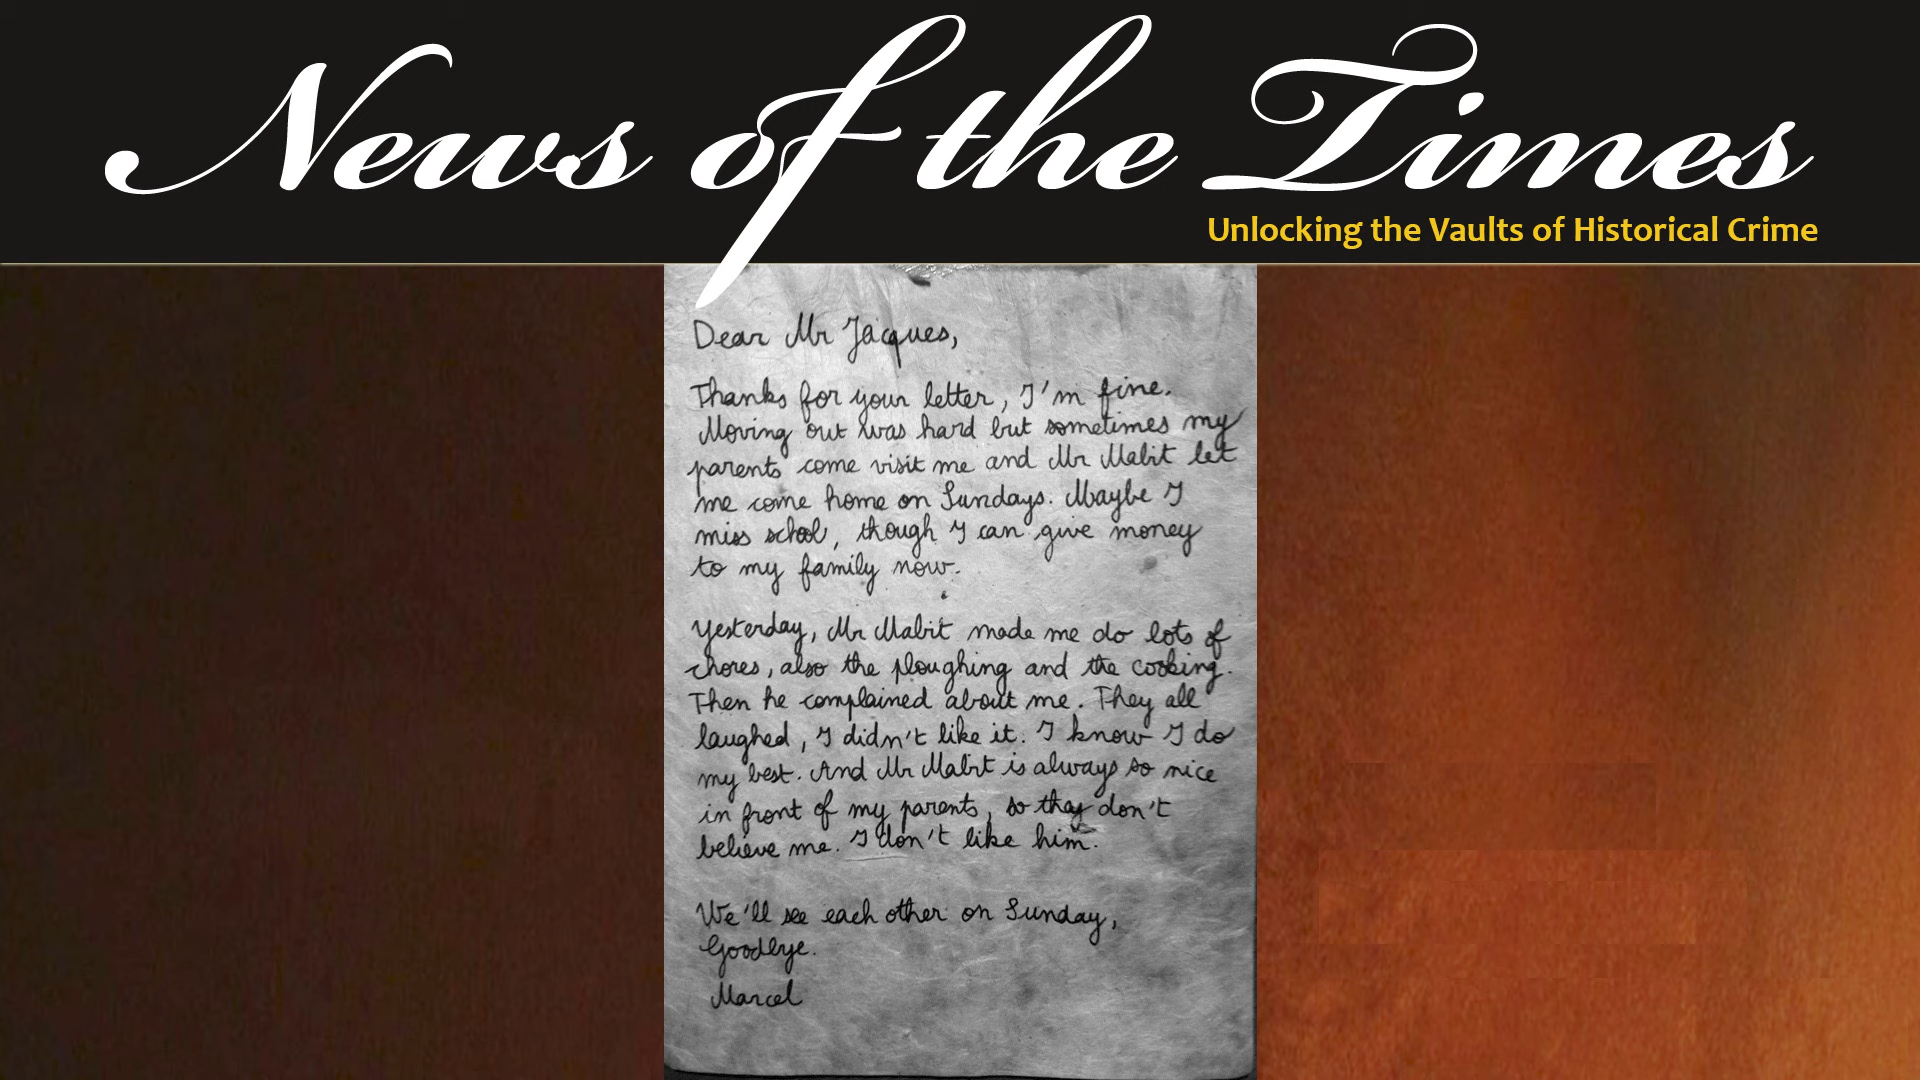 News of the Times
Unlocking the Vaults of Historical Crime
Dear Mr Jacques,
Thanks for your letter, I'm fine.
Moving out was hard but sometimes my
parents come visit me and Mr Mabit let
me come home on Sundays. Maybe I
miss school, though I can give money
to my family now.
Yesterday, Mr Mabit made me do lots of
chores, also the ploughing and the cooking.
Then he complained about me. They all
laughed, I didn't like it. I know I do
my best. And Mr Mabit is always so nice
in front of my parents, so they don't
believe me. I don't like him.
We'll see each other on Sunday,
Goodbye.
Marcel